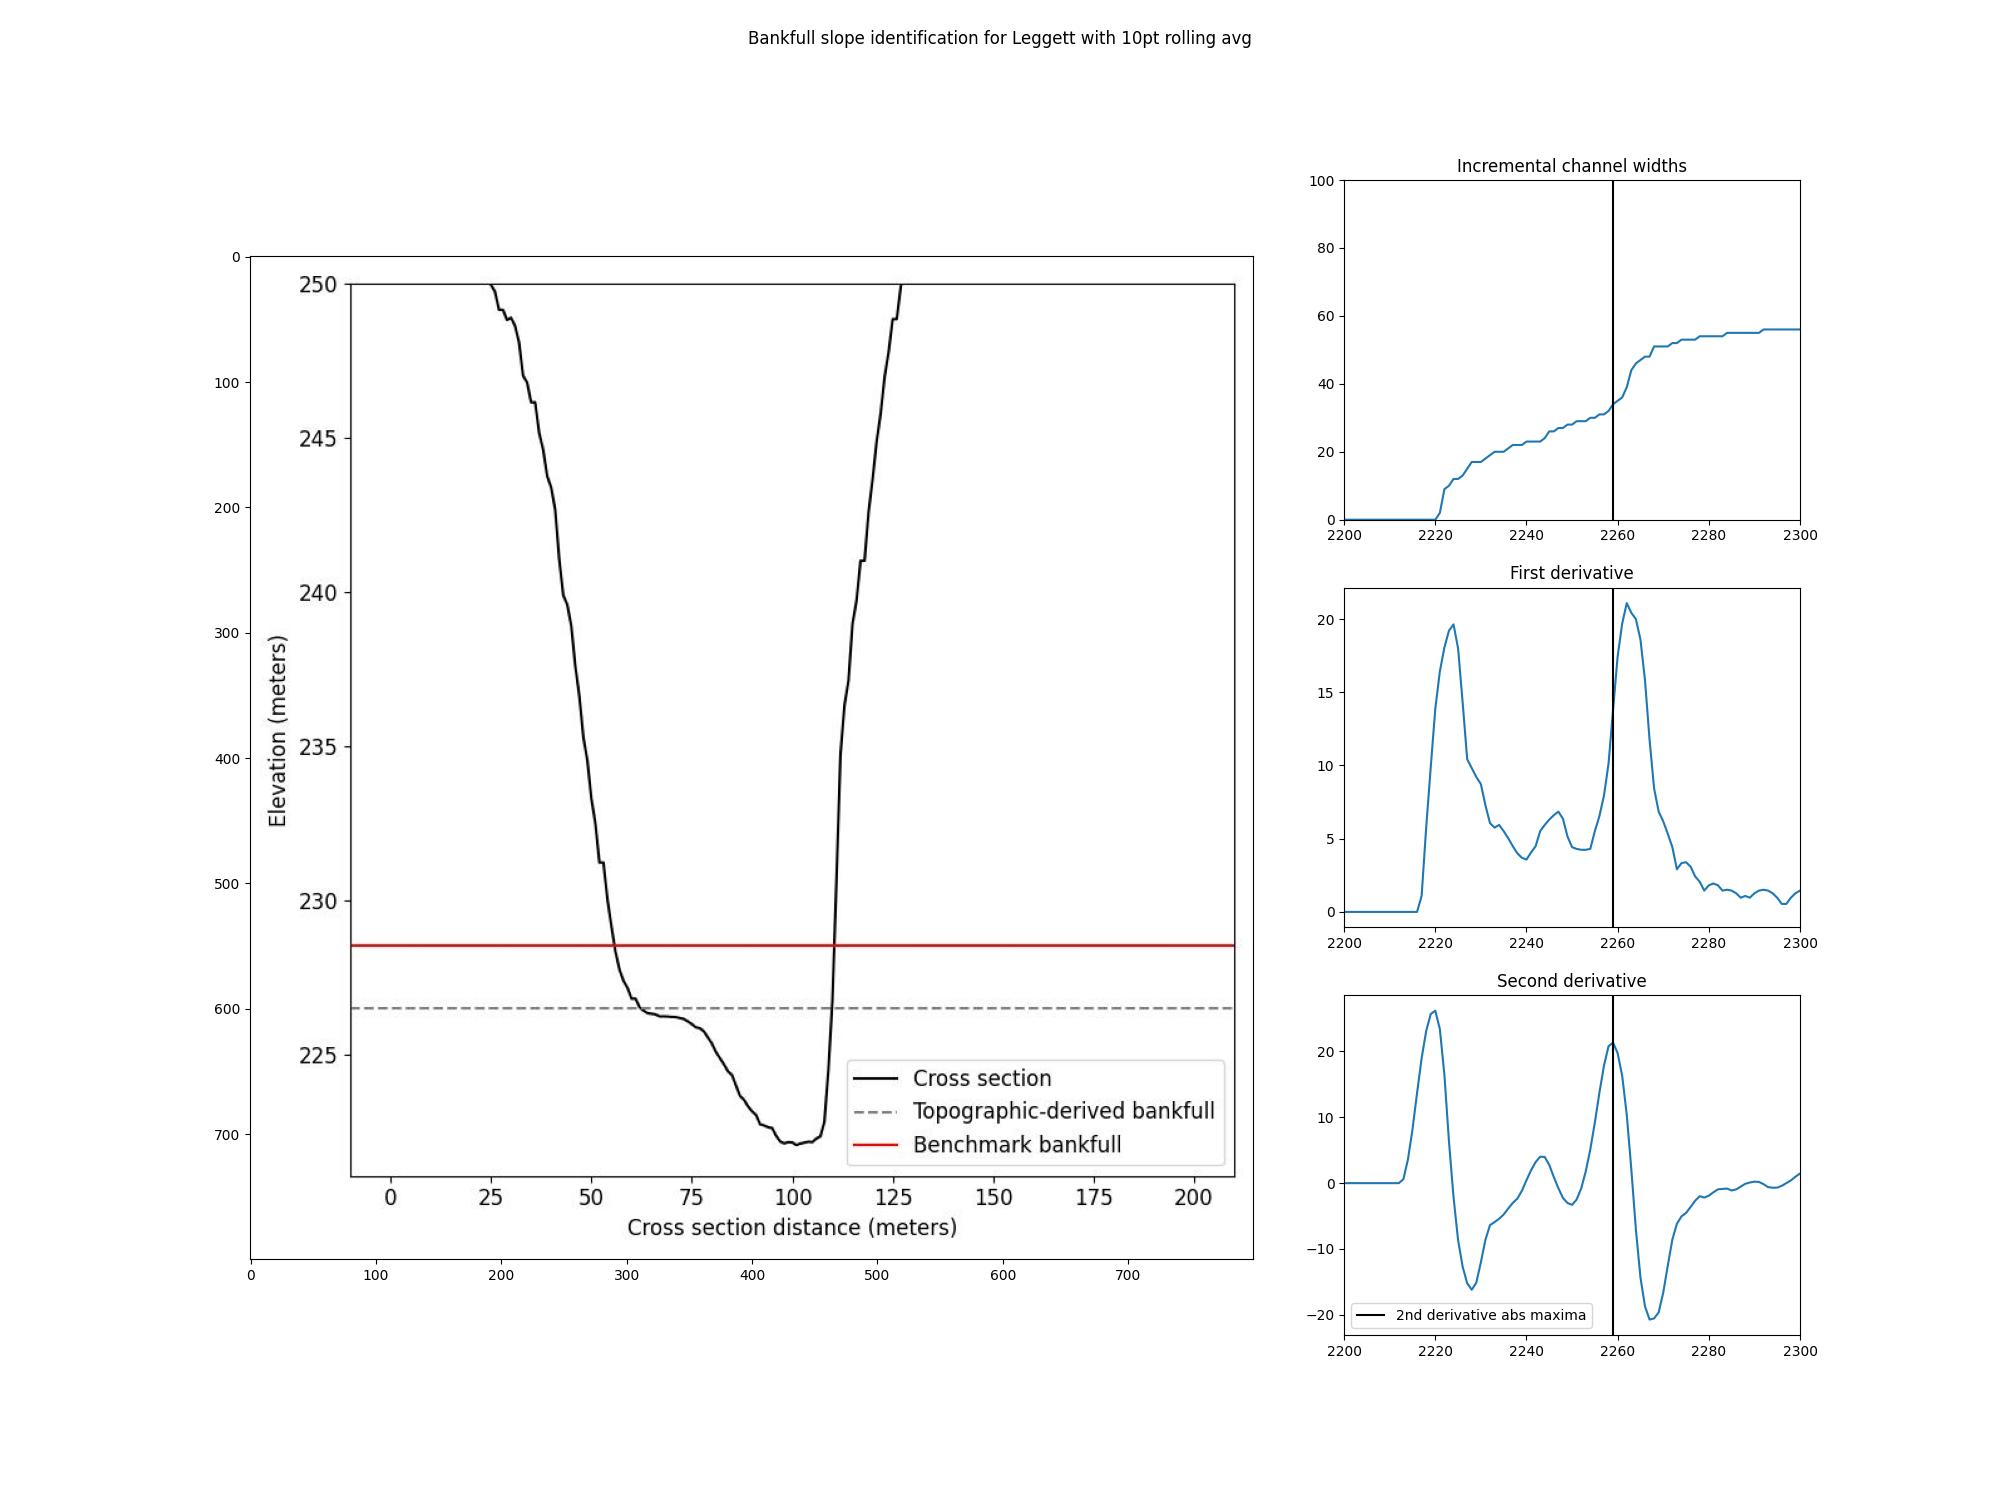 Bankfull slope identification for Leggett with 10pt rolling avg
0
100
200
300
400
500
600
700
250
245
240
235
230
225
Elevation (meters)
Cross section
Topographic-derived bankfull
Benchmark bankfull
0 25 50 75 100 125 150 175 200
Cross section distance (meters)
0 100 200 300 400 500 600 700
Incremental channel widths
100
80
60
40
20
0
2200 2220 2240 2260 2280 2300
First derivative
20
15
10
5
0
2200 2220 2240 2260 2280 2300
Second derivative
20
10
0
−10
−20
2nd derivative abs maxima
2200 2220 2240 2260 2280 2300